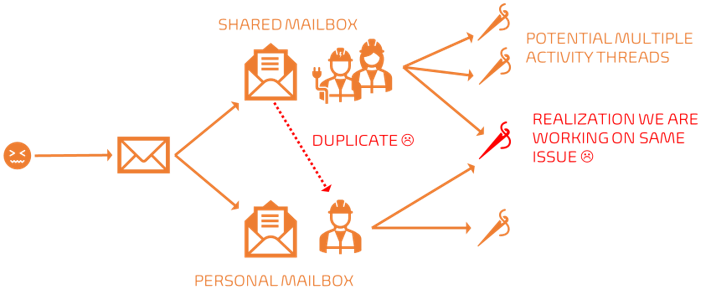 SHARED MAILBOX
POTENTIAL MULTIPLE
ACTIVITY THREADS
DUPLICATE ☹
REALIZATION WE ARE
WORKING ON SAME
ISSUE ☹
PERSONAL MAILBOX